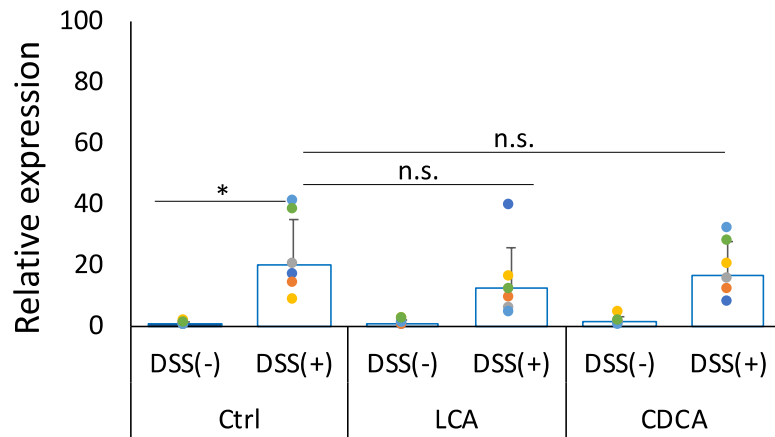 100
80
60
40
20
0
Relative expression
*
n.s.
n.s.
DSS(-) DSS(+) DSS(-) DSS(+) DSS(-) DSS(+)
Ctrl LCA CDCA